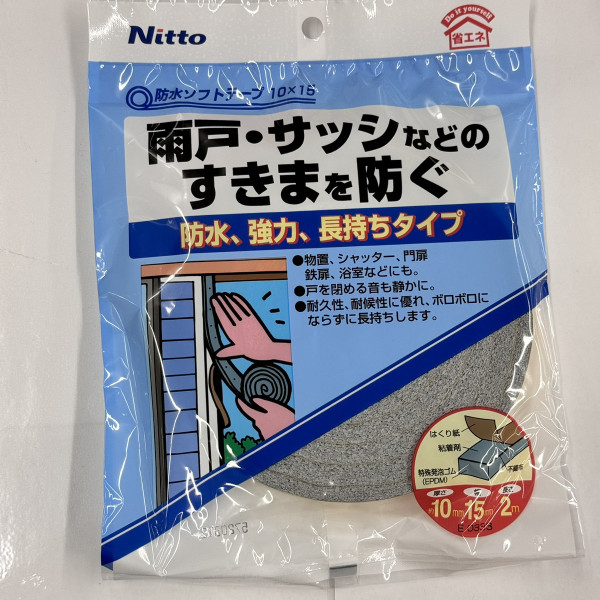 Nitto
Do it yourself
省エネ
防水ソフトテープ 10×15
雨戸・サッシなどの
すきまを防ぐ
防水、強力、長持ちタイプ
●物置、シャッター、門扉
鉄扉、浴室などにも。
●戸を閉める音も静かに。
●耐久性、耐候性に優れ、ボロボロに
ならずに長持ちします。
はくり紙
粘着剤
特殊発泡ゴム
(EPDM)
不織布
厚さ 幅 長さ
約10mm 15mm 2m